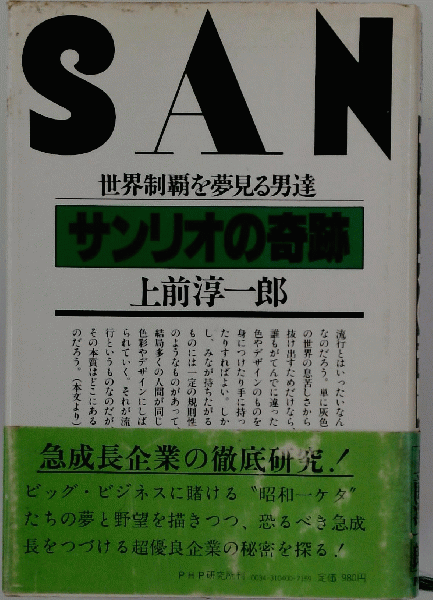 SAN
世界制覇を夢見る男達
サンリオの奇跡
上前淳一郎
流行とはいったいなん
なのだろう。単に灰色
の世界の息苦しさから
抜け出すためだけなら、
誰もがてんでに違った
色やデザインのものを
身につけたり手に持っ
たりすればよい。しか
し、みなが持ちたがる
ものには一定の規則性
のようなものがあって、
結局多くの人間が同じ
色彩やデザインにしば
られていく。それが流
行というものなのだが、
その本質はどこにある
のだろう。（本文より）
急成長企業の徹底研究！
ビッグ・ビジネスに賭ける〝昭和一ケタ〟
たちの夢と野望を描きつつ、恐るべき急成
長をつづける超優良企業の秘密を探る！
PHP研究所刊 定価 980円